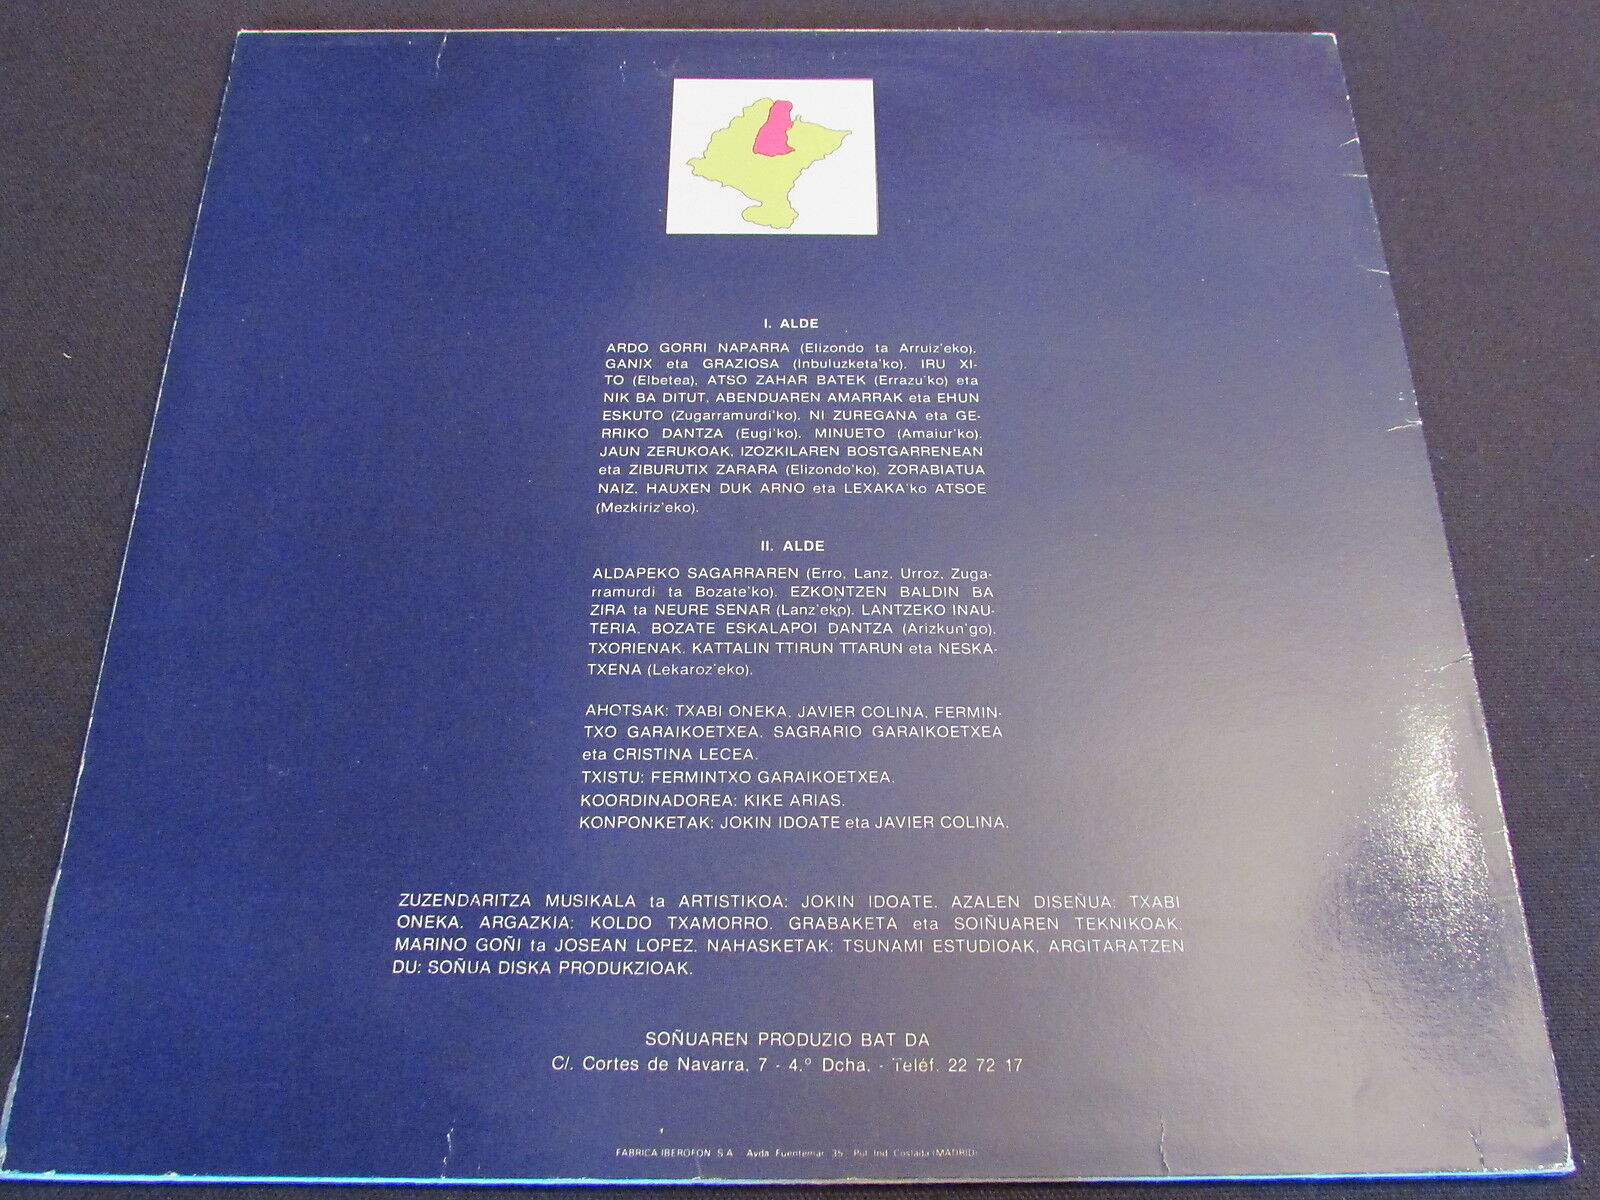 I. ALDE
ARDO GORRI NAPARRA (Elizondo ta Arruiz'eko).
GANIX eta GRAZIOSA (Inbuluzketa'ko). IRU XI-
TO (Elbetea). ATSO ZAHAR BATEK (Errazu'ko) eta
NIK BA DITUT, ABENDUAREN AMARRAK eta EHUN
ESKUTO (Zugarramurdi'ko). NI ZUREGANA eta GE-
RRIKO DANTZA (Eugi'ko). MINUETO (Amaiur'ko).
JAUN ZERUKOAK, IZOZKILAREN BOSTGARRENEAN
eta ZIBURUTIX ZARARA (Elizondo'ko). ZORABIATUA
NAIZ, HAUXEN DUK ARNO eta LEXAKA'ko ATSOE
(Mezkiriz'eko).
II. ALDE
ALDAPEKO SAGARRAREN (Erro, Lanz, Urroz, Zuga-
rramurdi ta Bozate'ko). EZKONTZEN BALDIN BA
ZIRA ta NEURE SENAR (Lanz'eko). LANTZEKO INAU-
TERIA. BOZATE ESKALAPOI DANTZA (Arizkun'go).
TXORIENAK. KATTALIN TTIRUN TTARUN eta NESKA-
TXENA (Lekaroz'eko).
AHOTSAK: TXABI ONEKA, JAVIER COLINA, FERMIN-
TXO GARAIKOETXEA, SAGRARIO GARAIKOETXEA
eta CRISTINA LECEA.
TXISTU: FERMINTXO GARAIKOETXEA.
KOORDINADOREA: KIKE ARIAS.
KONPONKETAK: JOKIN IDOATE eta JAVIER COLINA.
ZUZENDARITZA MUSIKALA ta ARTISTIKOA: JOKIN IDOATE. AZALEN DISEÑUA: TXABI
ONEKA. ARGAZKIA: KOLDO TXAMORRO. GRABAKETA eta SOIÑUAREN TEKNIKOAK:
MARINO GOÑI ta JOSEAN LOPEZ. NAHASKETAK: TSUNAMI ESTUDIOAK. ARGITARATZEN
DU: SOÑUA DISKA PRODUKZIOAK.
SOÑUAREN PRODUZIO BAT DA
C/. Cortes de Navarra, 7 - 4.º Dcha. - Teléf. 22 72 17
FABRICA IBEROFON S.A. Avda. Fuentemar 35 Pol. Ind. Coslada (MADRID)